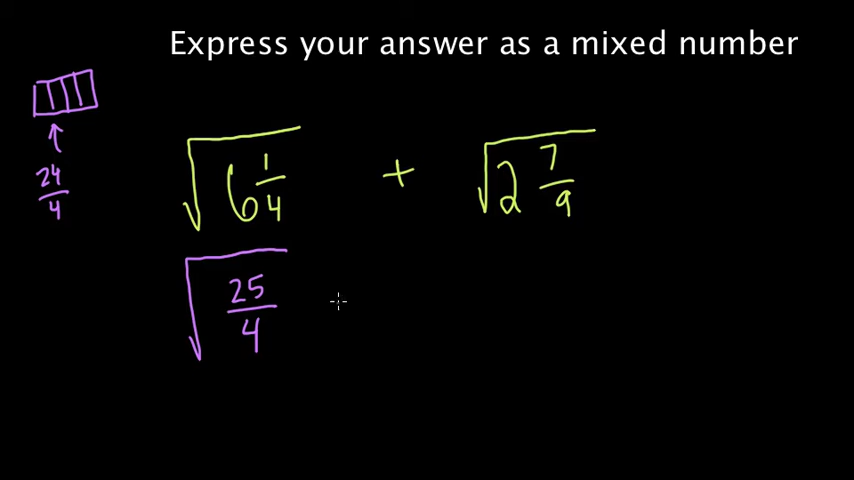 Express your answer as a mixed number
√6 1/4 + √2 7/9
24/4
√25/4